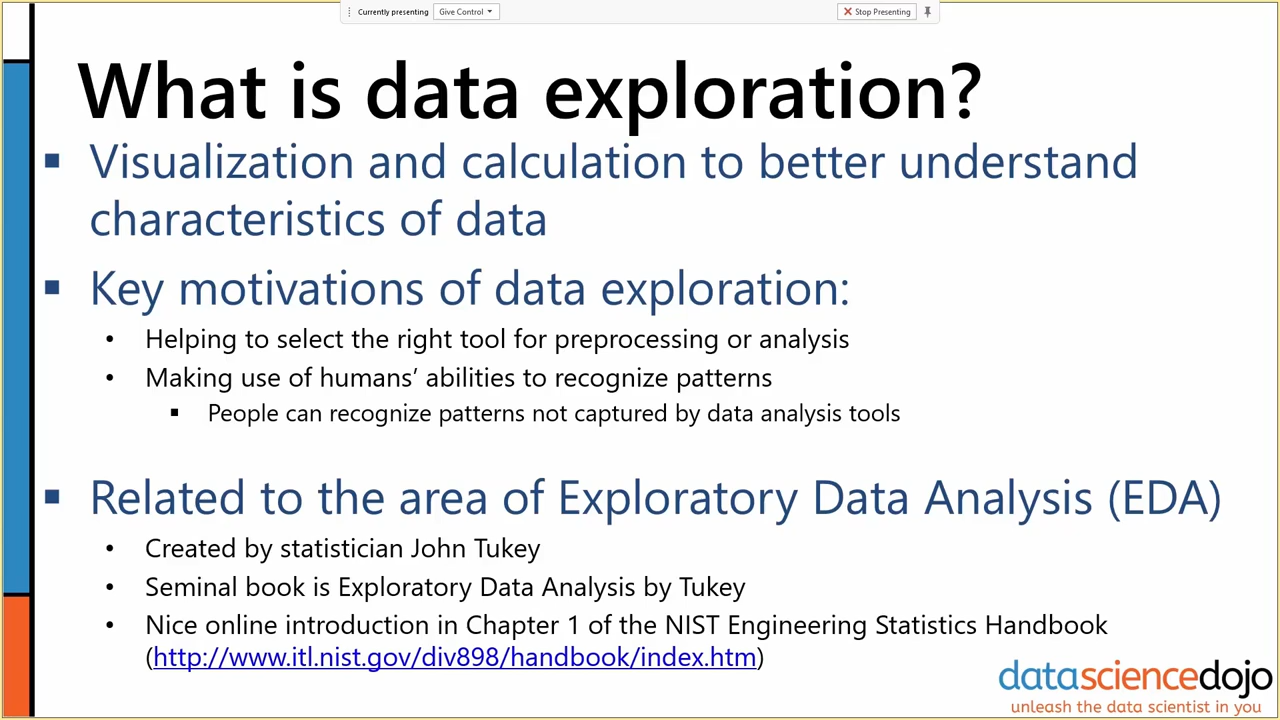 Currently presenting
Give Control
Stop Presenting
What is data exploration?
Visualization and calculation to better understand
characteristics of data
Key motivations of data exploration:
Helping to select the right tool for preprocessing or analysis
Making use of humans’ abilities to recognize patterns
People can recognize patterns not captured by data analysis tools
Related to the area of Exploratory Data Analysis (EDA)
Created by statistician John Tukey
Seminal book is Exploratory Data Analysis by Tukey
Nice online introduction in Chapter 1 of the NIST Engineering Statistics Handbook
(http://www.itl.nist.gov/div898/handbook/index.htm)
datasciencedojo
unleash the data scientist in you